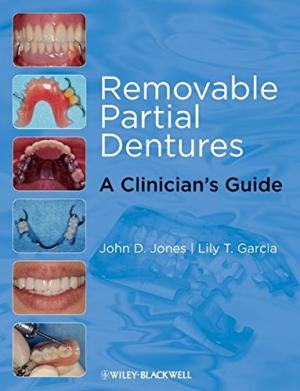 Removable
Partial
Dentures
A Clinician's Guide
John D. Jones | Lily T. Garcia
WILEY-BLACKWELL